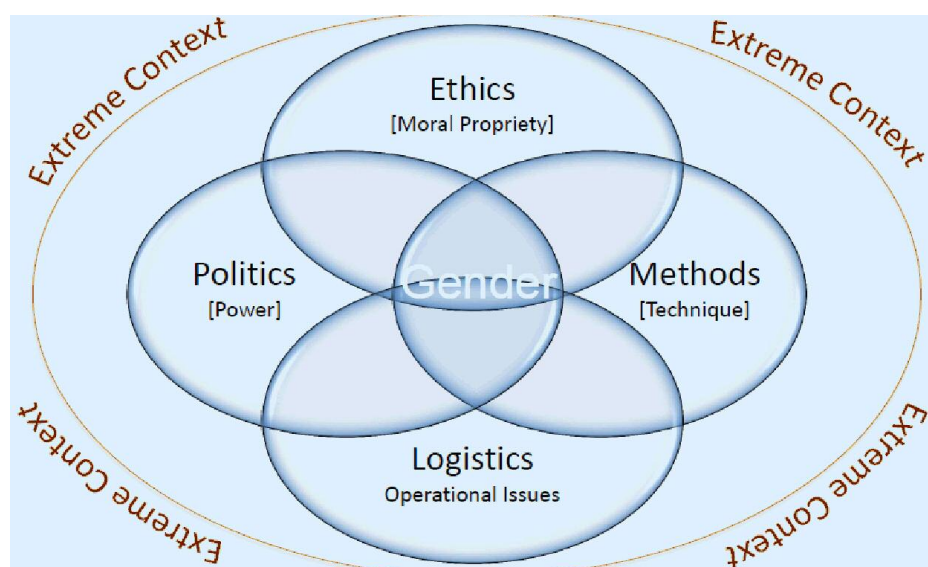 Extreme Context
Extreme Context
Ethics
[Moral Propriety]
Politics
[Power]
Gender
Methods
[Technique]
Logistics
Operational Issues
Extreme Context
Extreme Context